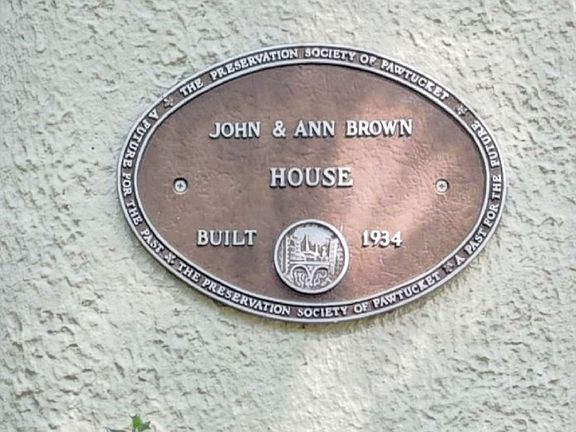 THE PRESERVATION SOCIETY OF PAWTUCKET
A PAST FOR THE FUTURE
THE PRESERVATION SOCIETY OF PAWTUCKET
A FUTURE FOR THE PAST
JOHN & ANN BROWN
HOUSE
BUILT 1934